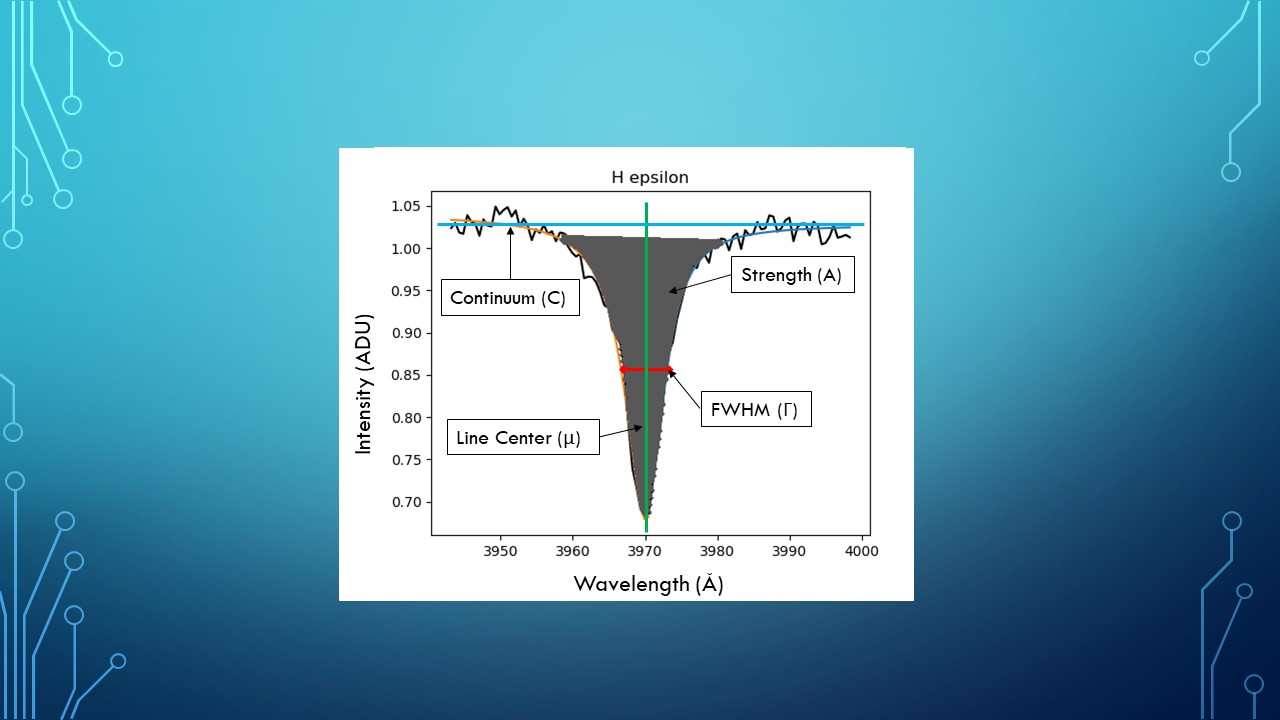 H epsilon
1.05
1.00
0.95
0.90
0.85
0.80
0.75
0.70
Intensity (ADU)
Continuum (C)
Strength (A)
FWHM (Γ)
Line Center (μ)
3950 3960 3970 3980 3990 4000
Wavelength (Ǎ)